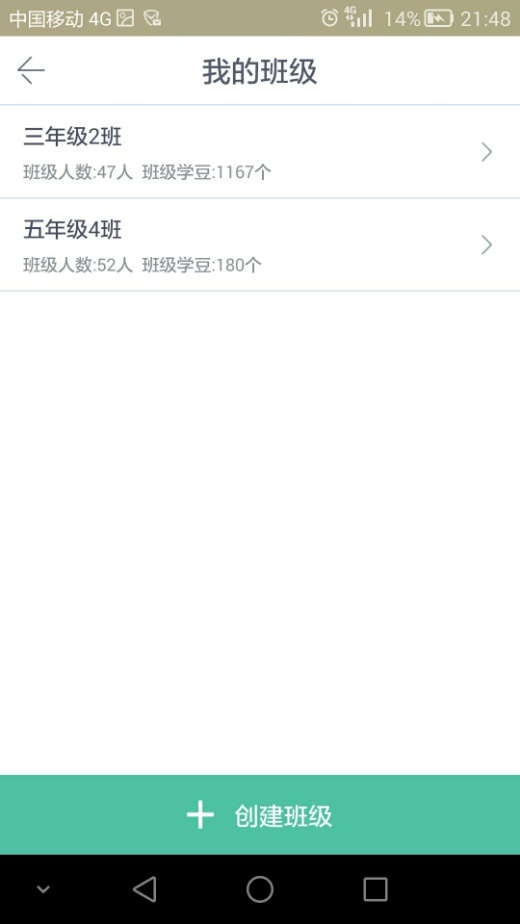 中国移动 4G 4G 14% 21:48
我的班级
三年级2班
班级人数:47人 班级学豆:1167个
五年级4班
班级人数:52人 班级学豆:180个
创建班级